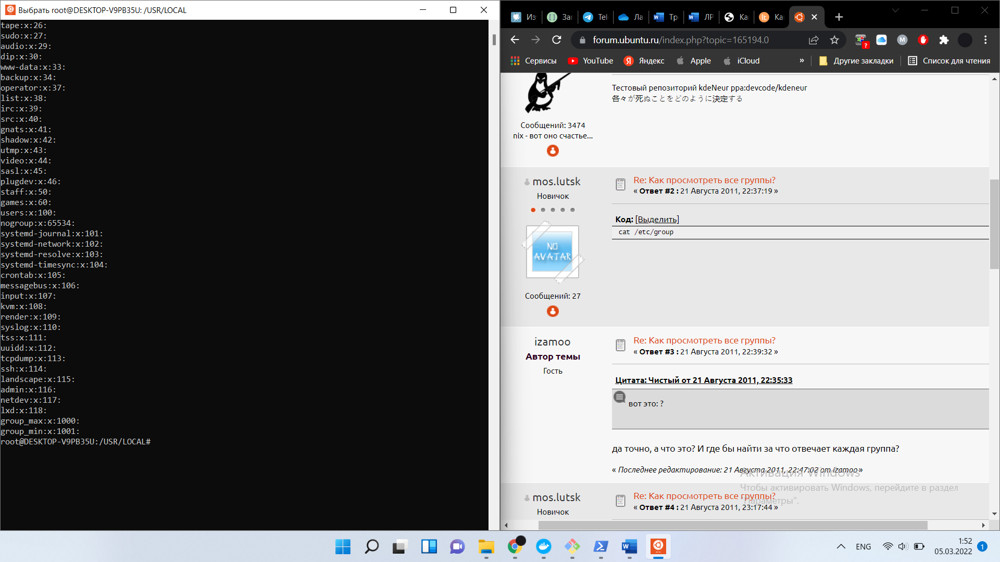 Выбрать root@DESKTOP-V9PB35U: /USR/LOCAL
tape:x:26:
sudo:x:27:
audio:x:29:
dip:x:30:
www-data:x:33:
backup:x:34:
operator:x:37:
list:x:38:
irc:x:39:
src:x:40:
gnats:x:41:
shadow:x:42:
utmp:x:43:
video:x:44:
sasl:x:45:
plugdev:x:46:
staff:x:50:
games:x:60:
users:x:100:
nogroup:x:65534:
systemd-journal:x:101:
systemd-network:x:102:
systemd-resolve:x:103:
systemd-timesync:x:104:
crontab:x:105:
messagebus:x:106:
input:x:107:
kvm:x:108:
render:x:109:
syslog:x:110:
tss:x:111:
uuidd:x:112:
tcpdump:x:113:
ssh:x:114:
landscape:x:115:
admin:x:116:
netdev:x:117:
lxd:x:118:
group_max:x:1000:
group_min:x:1001:
root@DESKTOP-V9PB35U:/USR/LOCAL#
Из Заг Tel Ла Тр ЛР Ка Ка
forum.ubuntu.ru/index.php?topic=165194.0
Сервисы YouTube Яндекс Apple iCloud » Другие закладки Список для чтения
Тестовый репозиторий kdeNeur ppa:devcode/kdeneur
各々が死ぬことをどのように決定する
Сообщений: 3474
nix - вот оно счастье...
mos.lutsk
Новичок
NO AVATAR
Сообщений: 27
Re: Как просмотреть все группы?
« Ответ #2 : 21 Августа 2011, 22:37:19 »
Код: [Выделить]
cat /etc/group
izamoo
Автор темы
Гость
Re: Как просмотреть все группы?
« Ответ #3 : 21 Августа 2011, 22:39:32 »
Цитата: Чистый от 21 Августа 2011, 22:35:33
вот это: ?
да точно, а что это? И где бы найти за что отвечает каждая группа?
« Последнее редактирование: 21 Августа 2011, 22:47:02 от izamoo »
Активация Windows
Чтобы активировать Windows, перейдите в раздел
"Параметры".
mos.lutsk
Новичок
Re: Как просмотреть все группы?
« Ответ #4 : 21 Августа 2011, 23:17:44 »
ENG
1:52
05.03.2022
1